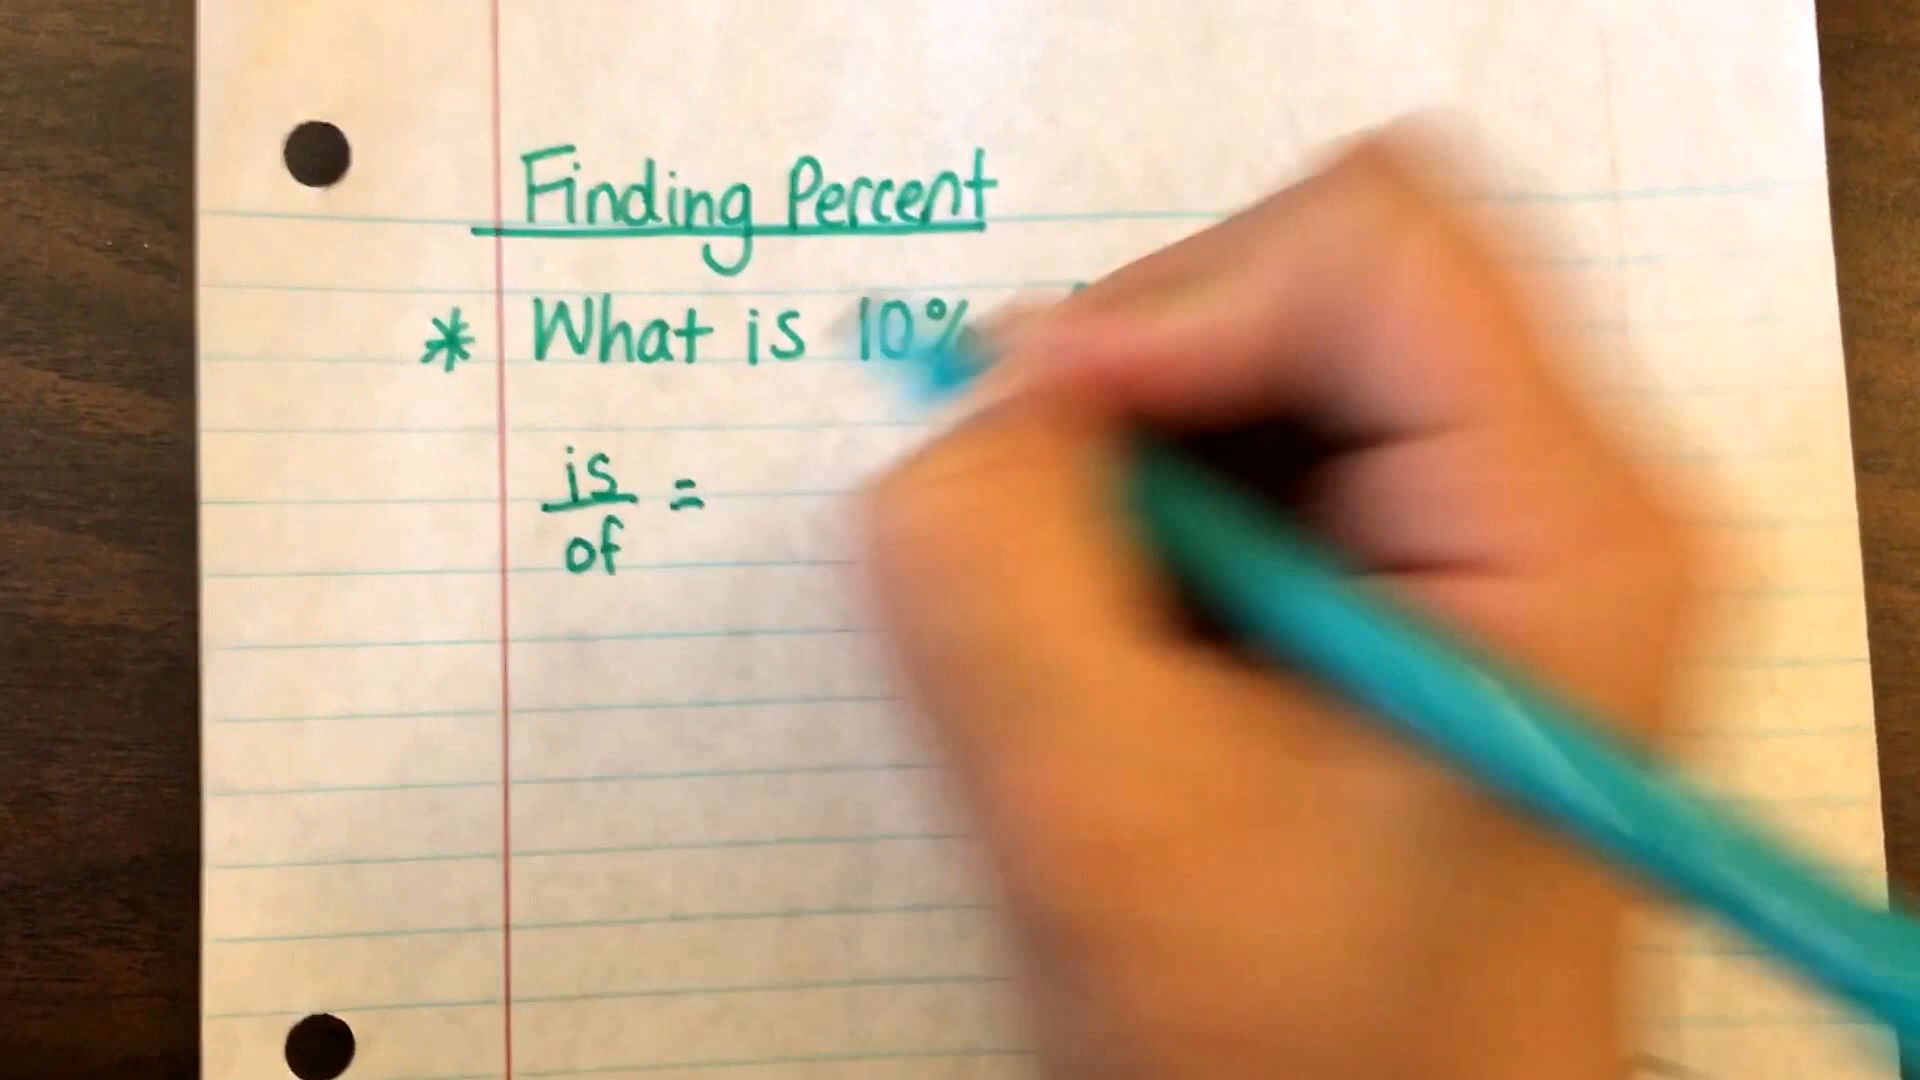 Finding Percent
* What is 10%
is
of =